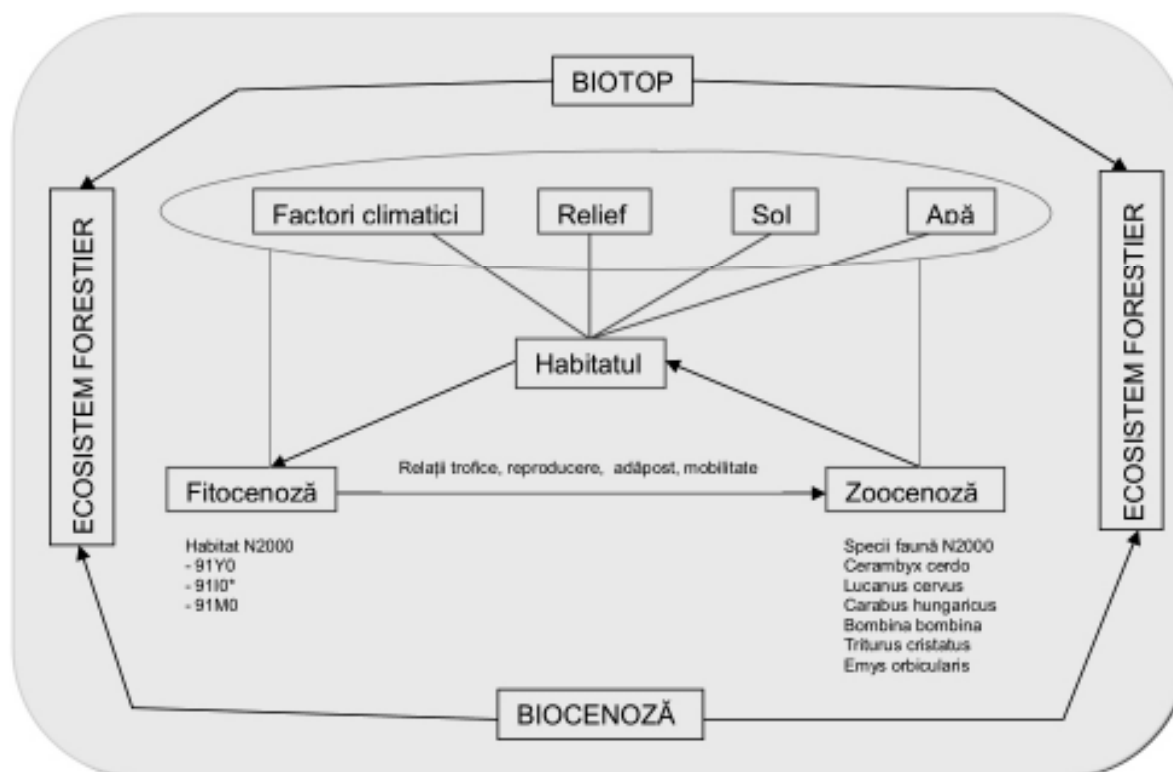 BIOTOP
ECOSISTEM FORESTIER
Factori climatici
Relief
Sol
Apă
ECOSISTEM FORESTIER
Habitatul
Relații trofice, reproducere, adăpost, mobilitate
Fitocenoză
Zoocenoză
Habitat N2000
- 91Y0
- 91I0*
- 91M0
Specii faună N2000
Cerambyx cerdo
Lucanus cervus
Carabus hungaricus
Bombina bombina
Triturus cristatus
Emys orbicularis
BIOCENOZĂ